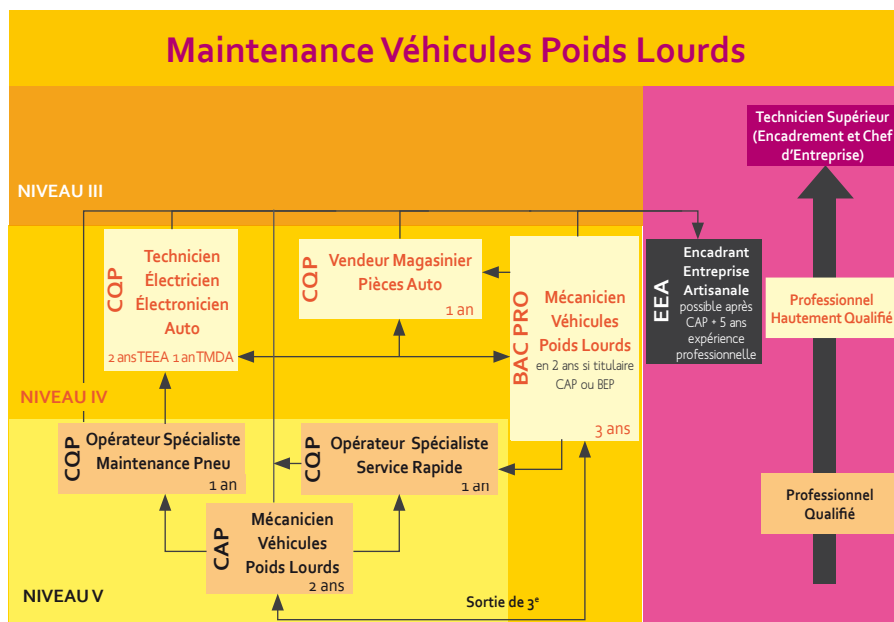 Maintenance Véhicules Poids Lourds
Technicien Supérieur
(Encadrement et Chef
d'Entreprise)
NIVEAU III
CQP
Technicien
Électricien
Électronicien
Auto
2 ans TEEA 1 an TMDA
CQP
Vendeur Magasinier
Pièces Auto
1 an
BAC PRO
Mécanicien
Véhicules
Poids Lourds
en 2 ans si titulaire
CAP ou BEP
3 ans
EEA
Encadrant
Entreprise
Artisanale
possible après
CAP + 5 ans
expérience
professionnelle
Professionnel
Hautement Qualifié
NIVEAU IV
CQP
Opérateur Spécialiste
Maintenance Pneu
1 an
CQP
Opérateur Spécialiste
Service Rapide
1 an
Professionnel
Qualifié
CAP
Mécanicien
Véhicules
Poids Lourds
2 ans
NIVEAU V
Sortie de 3e